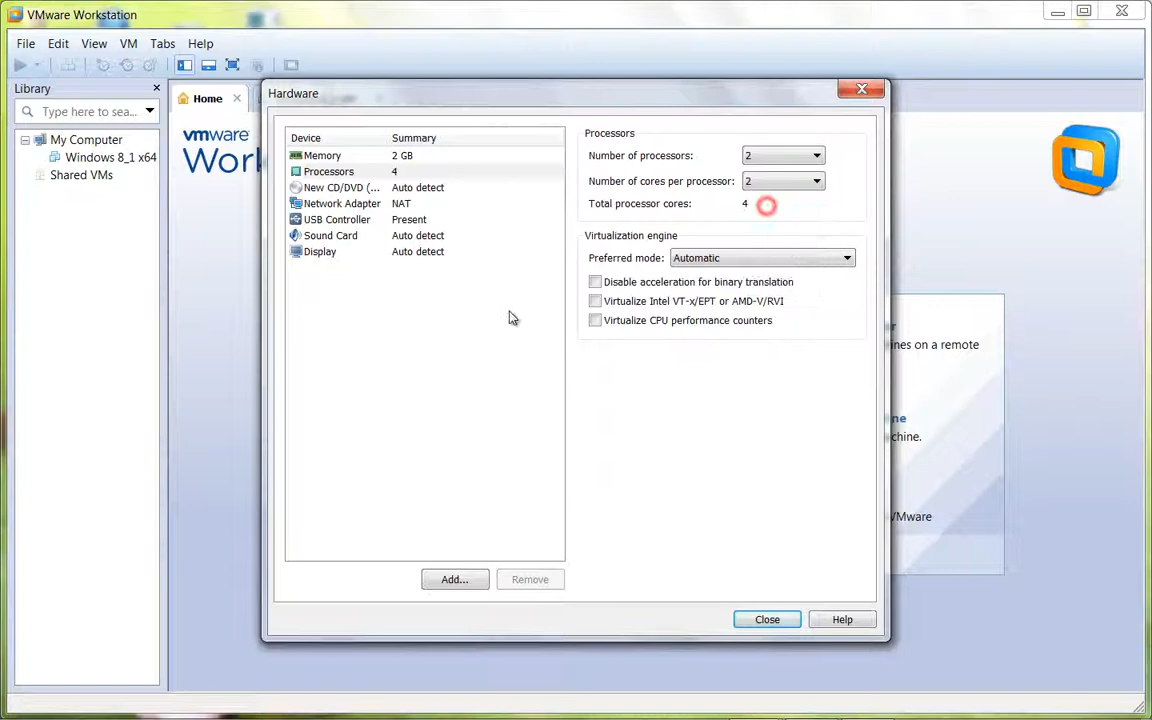 VMware Workstation
File Edit View VM Tabs Help
Library
Type here to sea...
My Computer
Windows 8_1 x64
Shared VMs
Home
vmware
Work
Hardware
Device Summary
Memory 2 GB
Processors 4
New CD/DVD (... Auto detect
Network Adapter NAT
USB Controller Present
Sound Card Auto detect
Display Auto detect
Add... Remove
Processors
Number of processors: 2
Number of cores per processor: 2
Total processor cores: 4
Virtualization engine
Preferred mode: Automatic
Disable acceleration for binary translation
Virtualize Intel VT-x/EPT or AMD-V/RVI
Virtualize CPU performance counters
Close Help
r
ines on a remote
ne
chine.
VMware